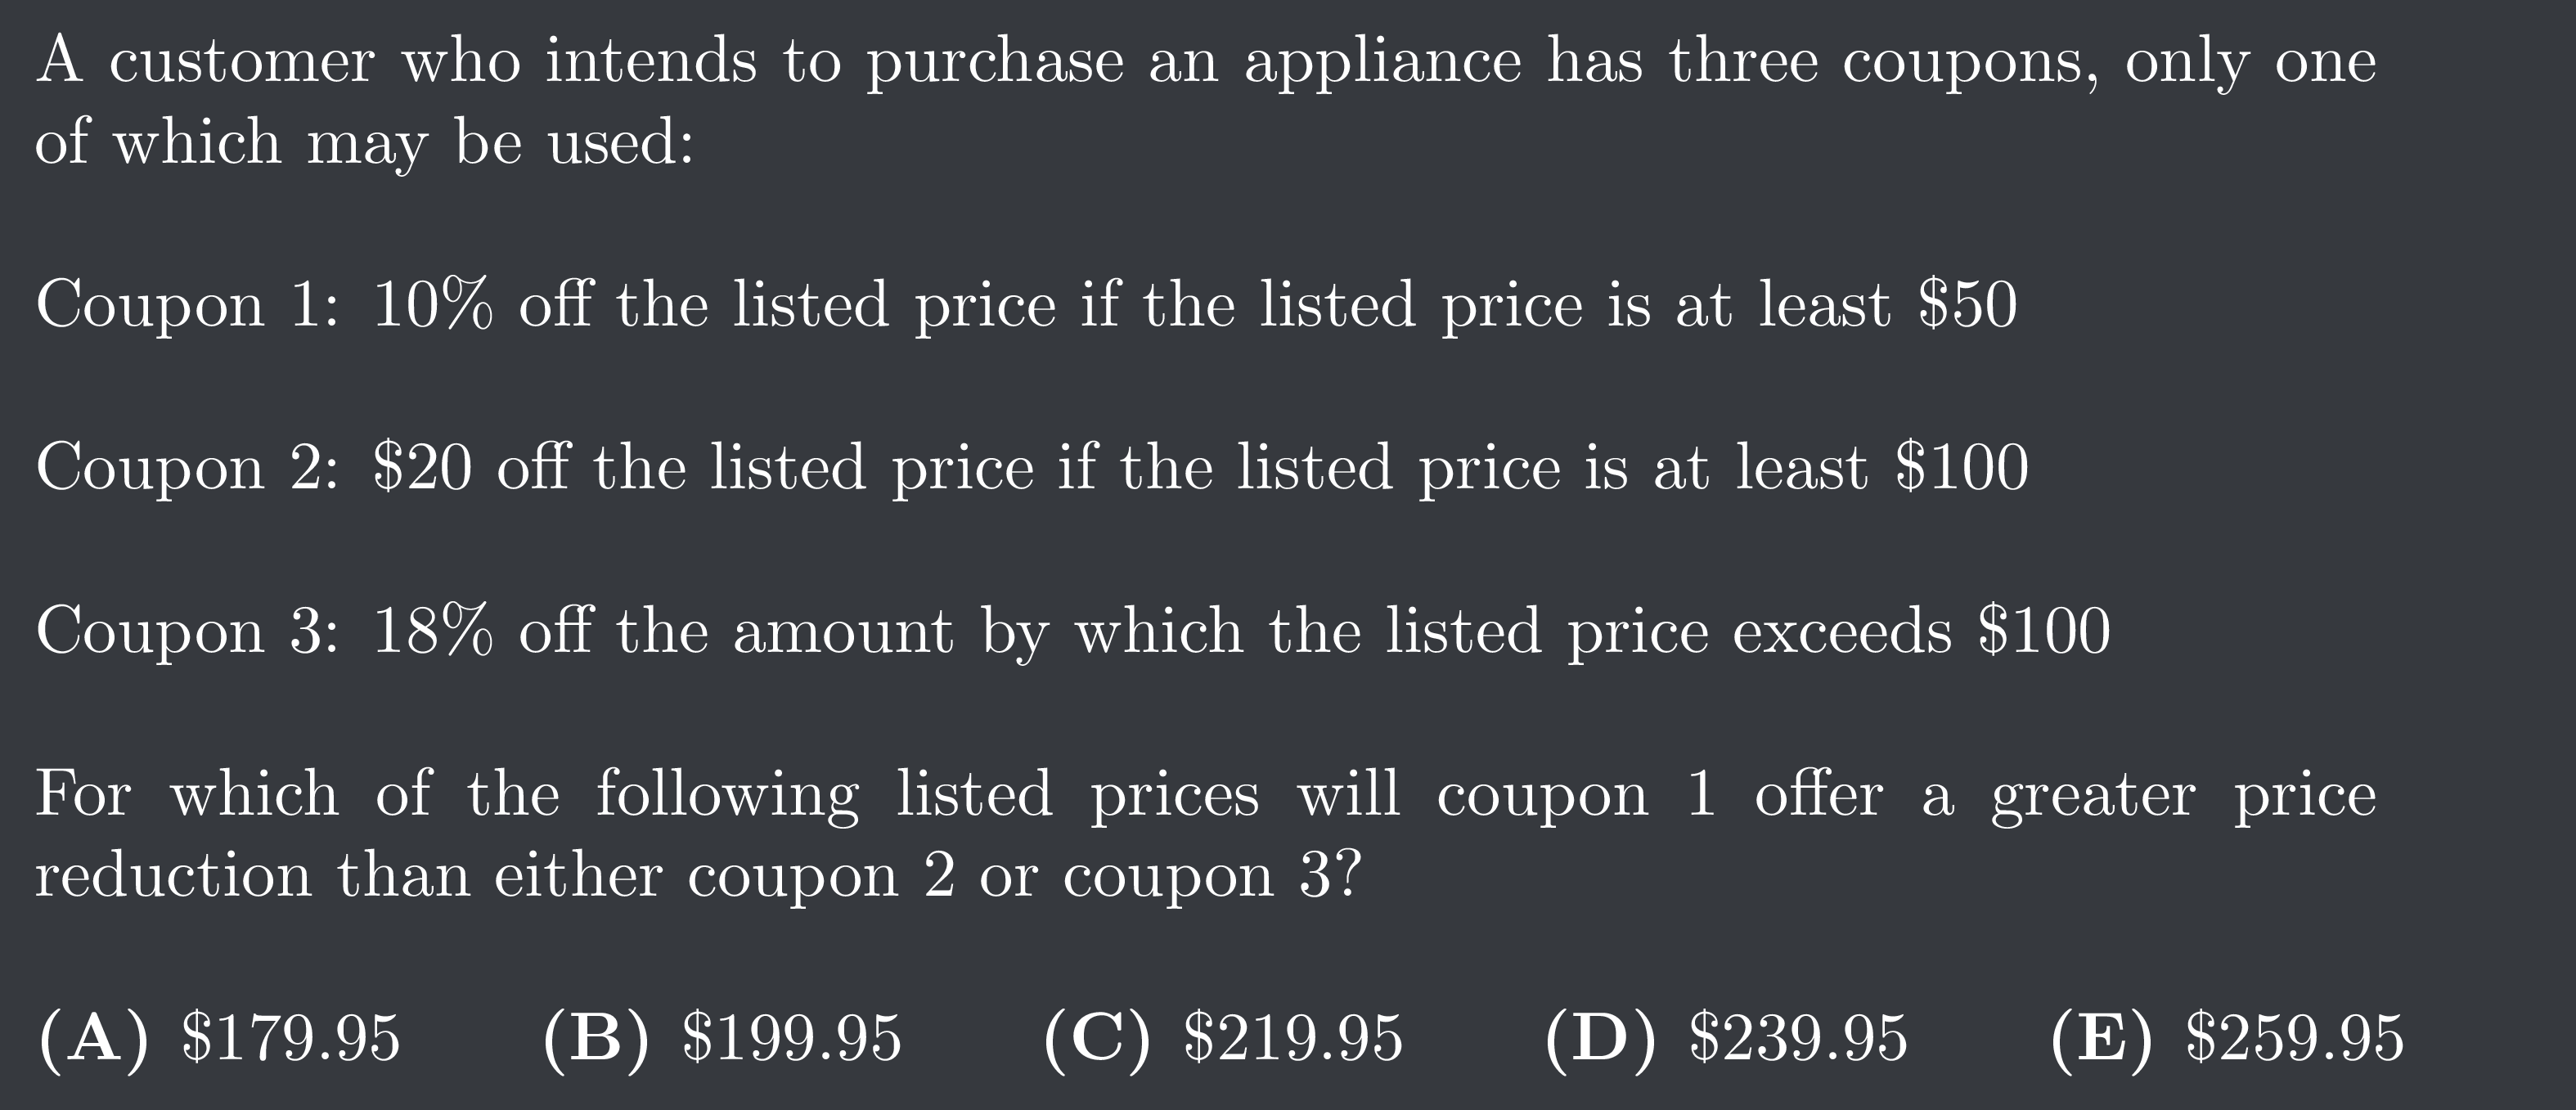 A customer who intends to purchase an appliance has three coupons, only one
of which may be used:
Coupon 1: 10% off the listed price if the listed price is at least $50
Coupon 2: $20 off the listed price if the listed price is at least $100
Coupon 3: 18% off the amount by which the listed price exceeds $100
For which of the following listed prices will coupon 1 offer a greater price
reduction than either coupon 2 or coupon 3?
(A) $179.95 (B) $199.95 (C) $219.95 (D) $239.95 (E) $259.95